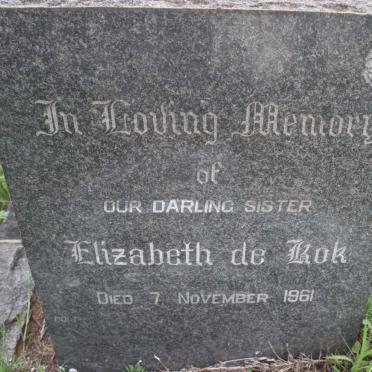 In Loving Memory
of
OUR DARLING SISTER
Elizabeth de Kok
DIED 7 NOVEMBER 1961